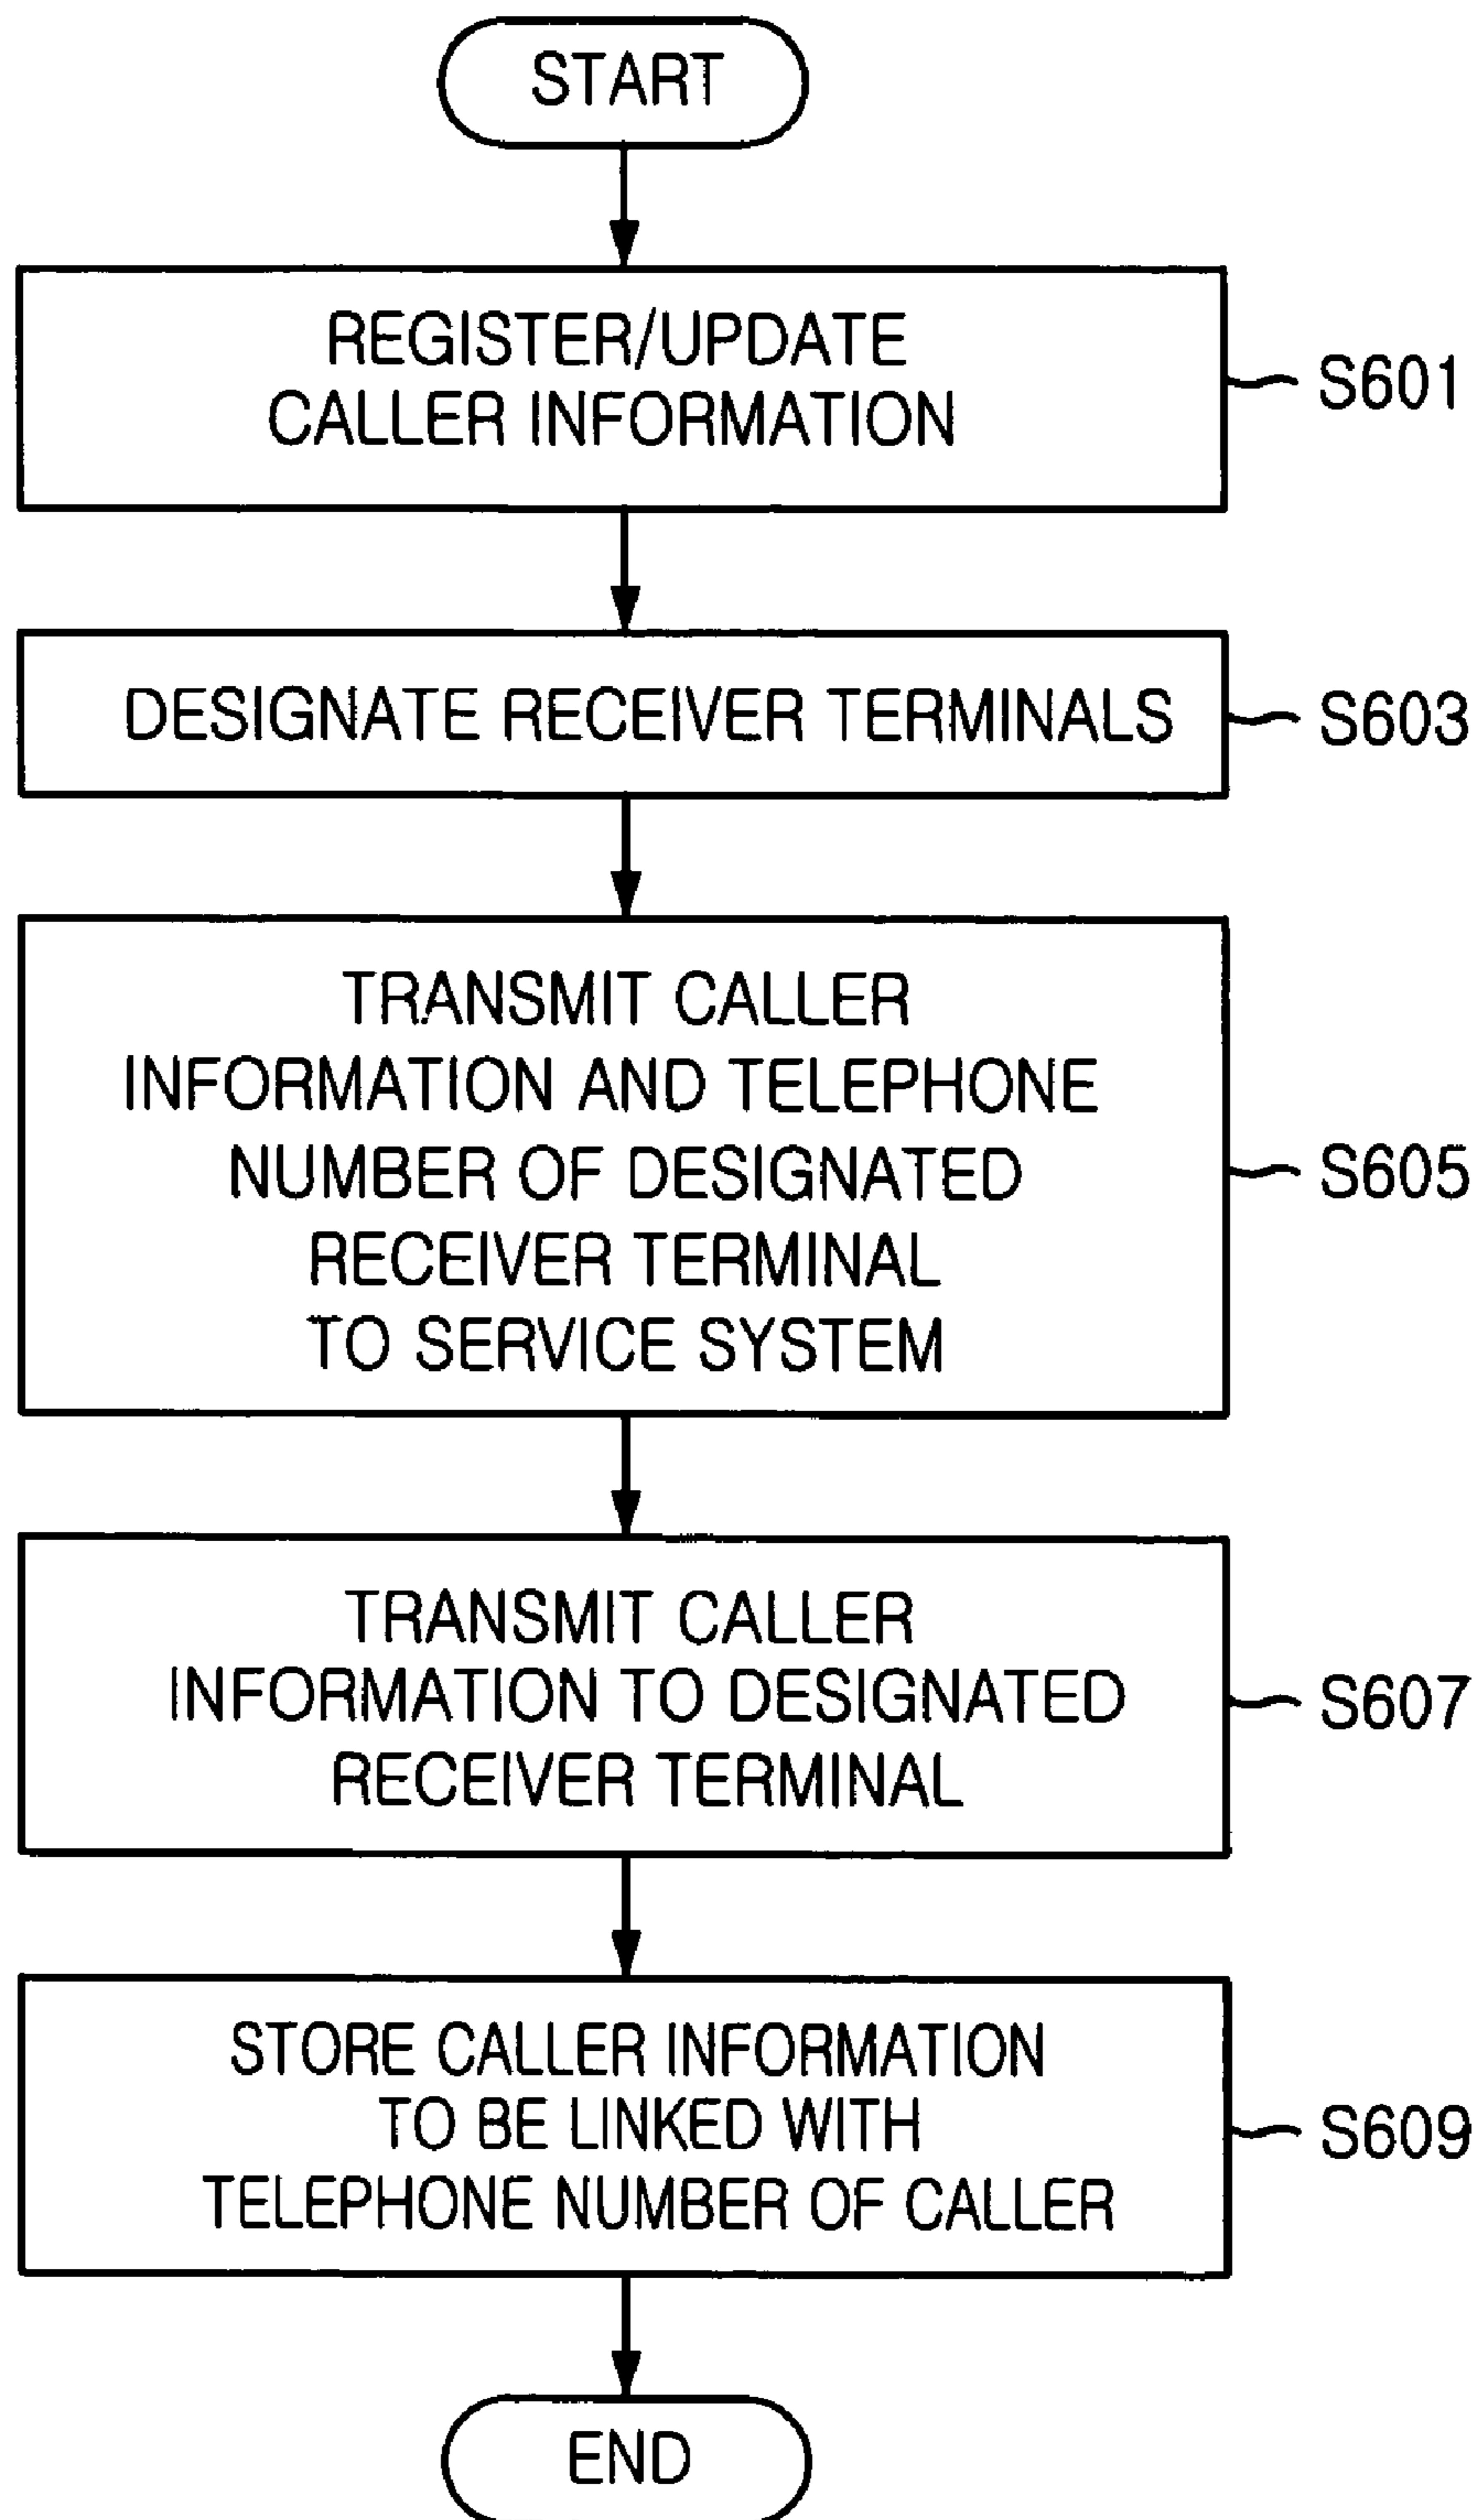 START
REGISTER/UPDATE
CALLER INFORMATION
S601
DESIGNATE RECEIVER TERMINALS
S603
TRANSMIT CALLER
INFORMATION AND TELEPHONE
NUMBER OF DESIGNATED
RECEIVER TERMINAL
TO SERVICE SYSTEM
S605
TRANSMIT CALLER
INFORMATION TO DESIGNATED
RECEIVER TERMINAL
S607
STORE CALLER INFORMATION
TO BE LINKED WITH
TELEPHONE NUMBER OF CALLER
S609
END